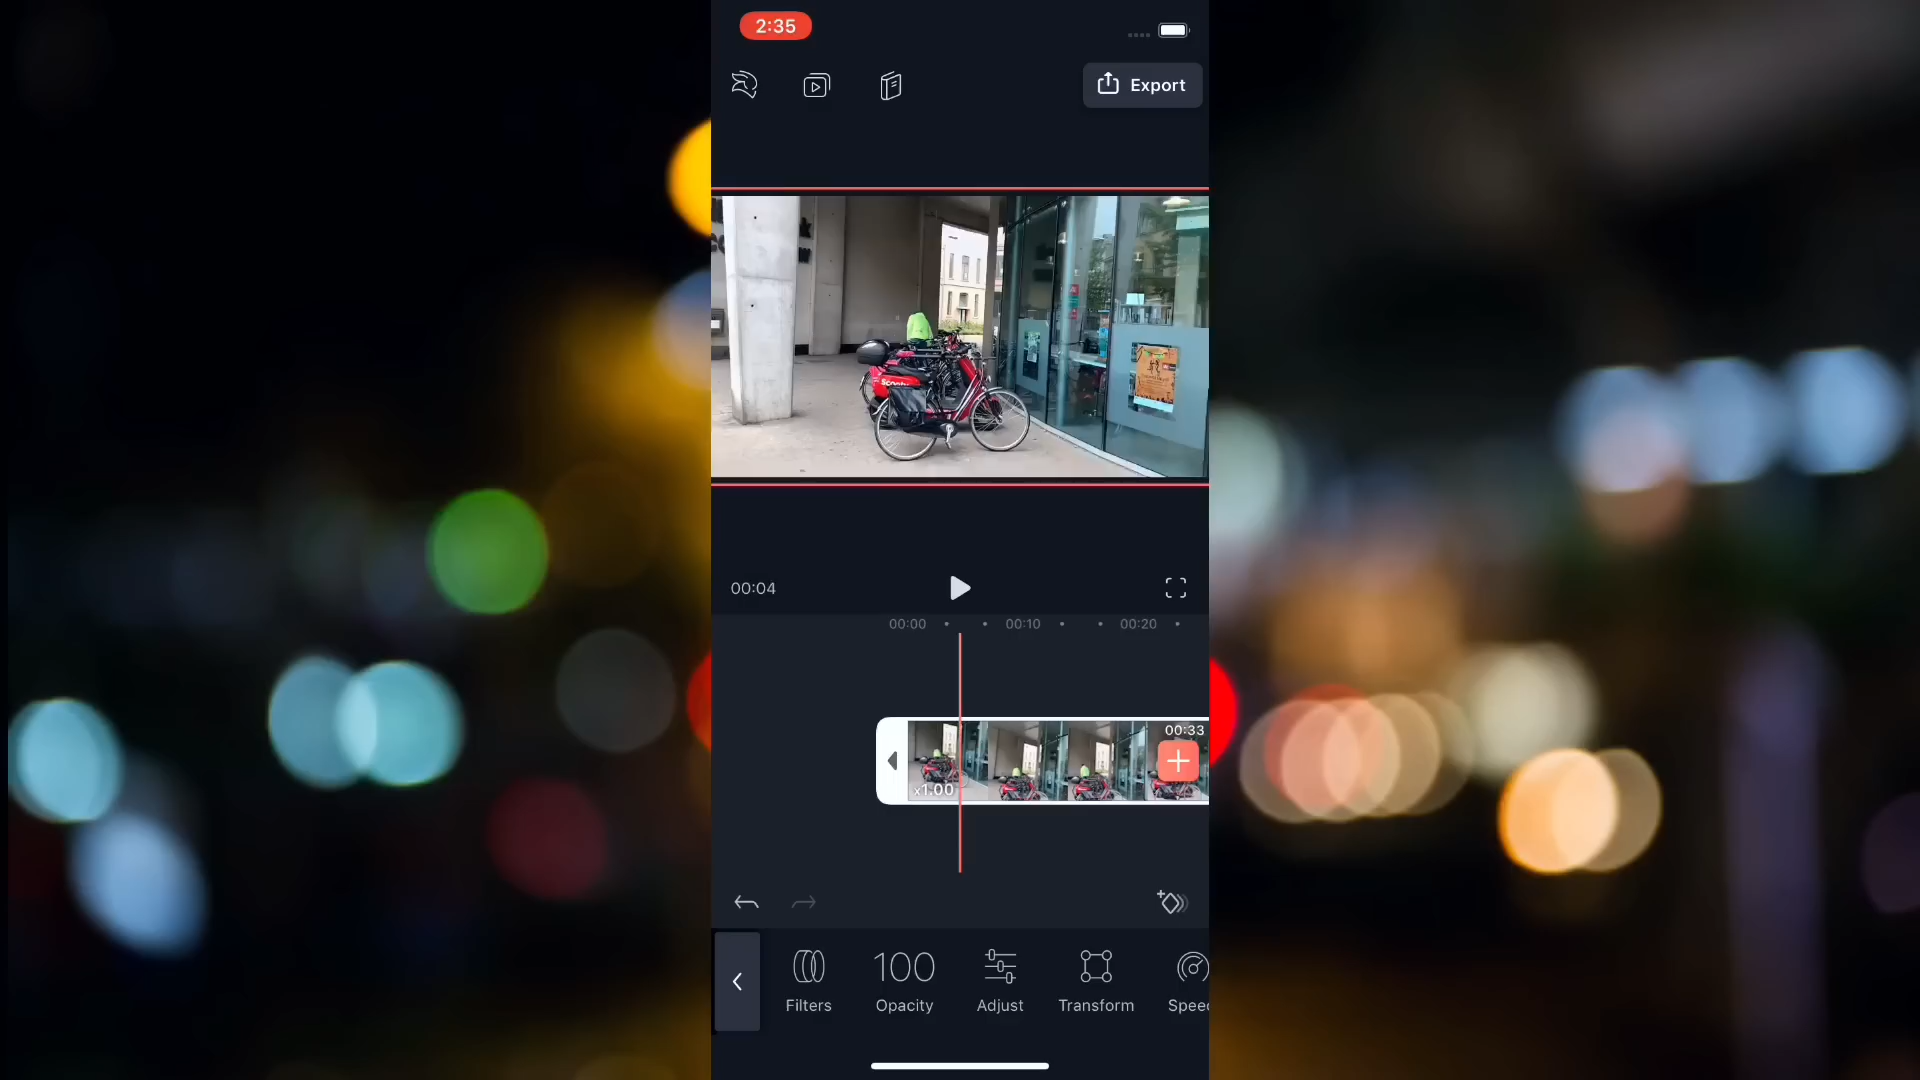 2:35
Export
00:04
00:00
00:10
00:20
00:33
x1.00
100
Filters
Opacity
Adjust
Transform
Spee